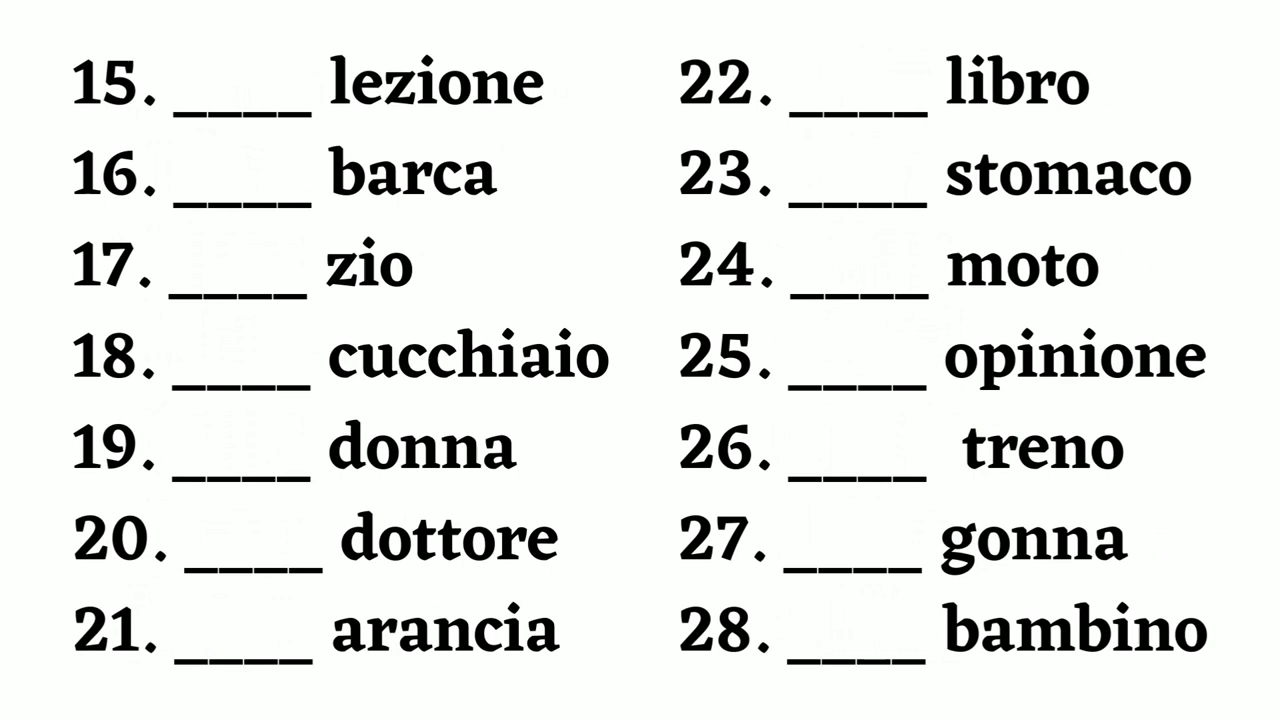 15. ____ lezione
16. ____ barca
17. ____ zio
18. ____ cucchiaio
19. ____ donna
20. ____ dottore
21. ____ arancia
22. ____ libro
23. ____ stomaco
24. ____ moto
25. ____ opinione
26. ____ treno
27. ____ gonna
28. ____ bambino